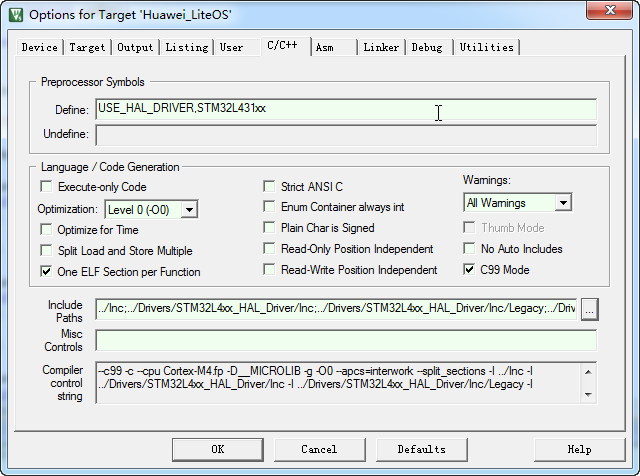 Options for Target 'Huawei_LiteOS'
Device Target Output Listing User C/C++ Asm Linker Debug Utilities
Preprocessor Symbols
Define: USE_HAL_DRIVER,STM32L431xx
Undefine:
Language / Code Generation
Execute-only Code
Strict ANSI C
Warnings:
Optimization: Level 0 (-O0)
Enum Container always int
All Warnings
Optimize for Time
Plain Char is Signed
Thumb Mode
Split Load and Store Multiple
Read-Only Position Independent
No Auto Includes
One ELF Section per Function
Read-Write Position Independent
C99 Mode
Include
Paths
../Inc;../Drivers/STM32L4xx_HAL_Driver/Inc;../Drivers/STM32L4xx_HAL_Driver/Inc/Legacy;../Driv
...
Misc
Controls
Compiler
control
string
--c99 -c --cpu Cortex-M4.fp -D__MICROLIB -g -O0 --apcs=interwork --split_sections -I ../Inc -I
../Drivers/STM32L4xx_HAL_Driver/Inc -I ../Drivers/STM32L4xx_HAL_Driver/Inc/Legacy -I
OK Cancel Defaults Help